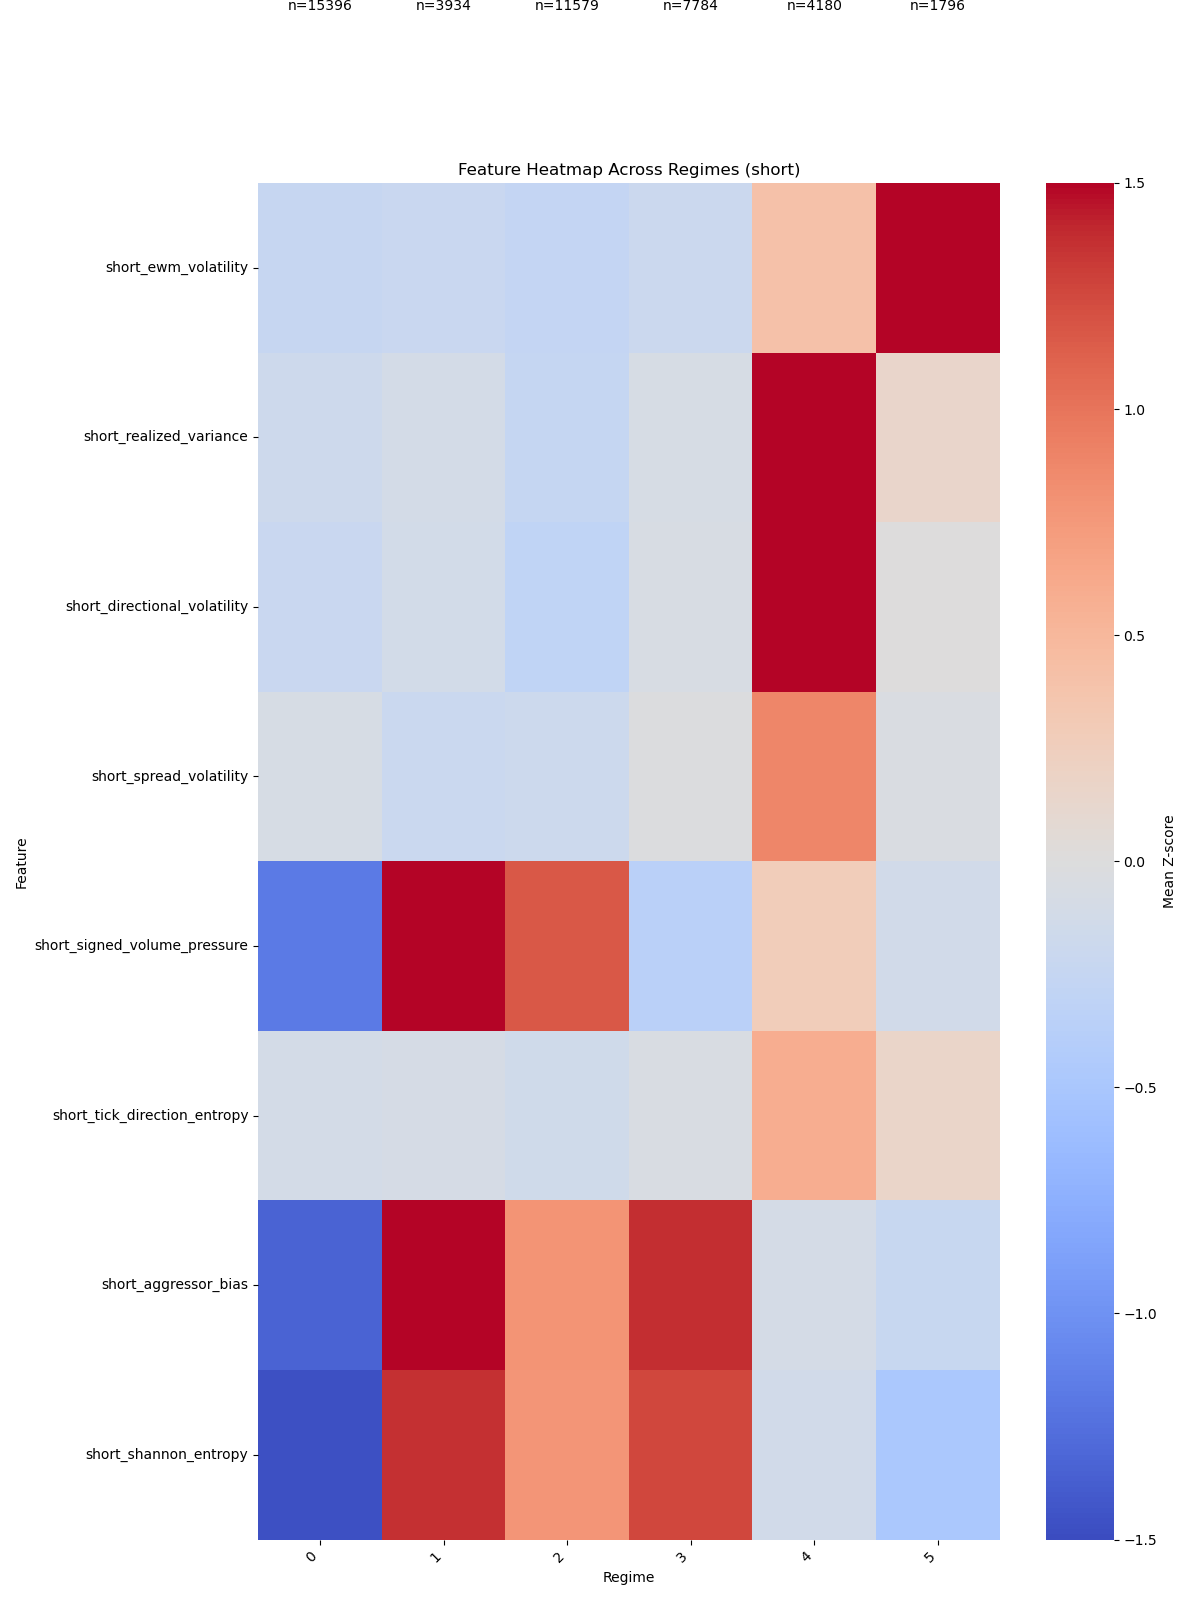 n=15396 n=3934 n=11579 n=7784 n=4180 n=1796
Feature Heatmap Across Regimes (short)
short_ewm_volatility
short_realized_variance
short_directional_volatility
short_spread_volatility
short_signed_volume_pressure
short_tick_direction_entropy
short_aggressor_bias
short_shannon_entropy
Feature
0 1 2 3 4 5
Regime
1.5
1.0
0.5
0.0
−0.5
−1.0
−1.5
Mean Z-score